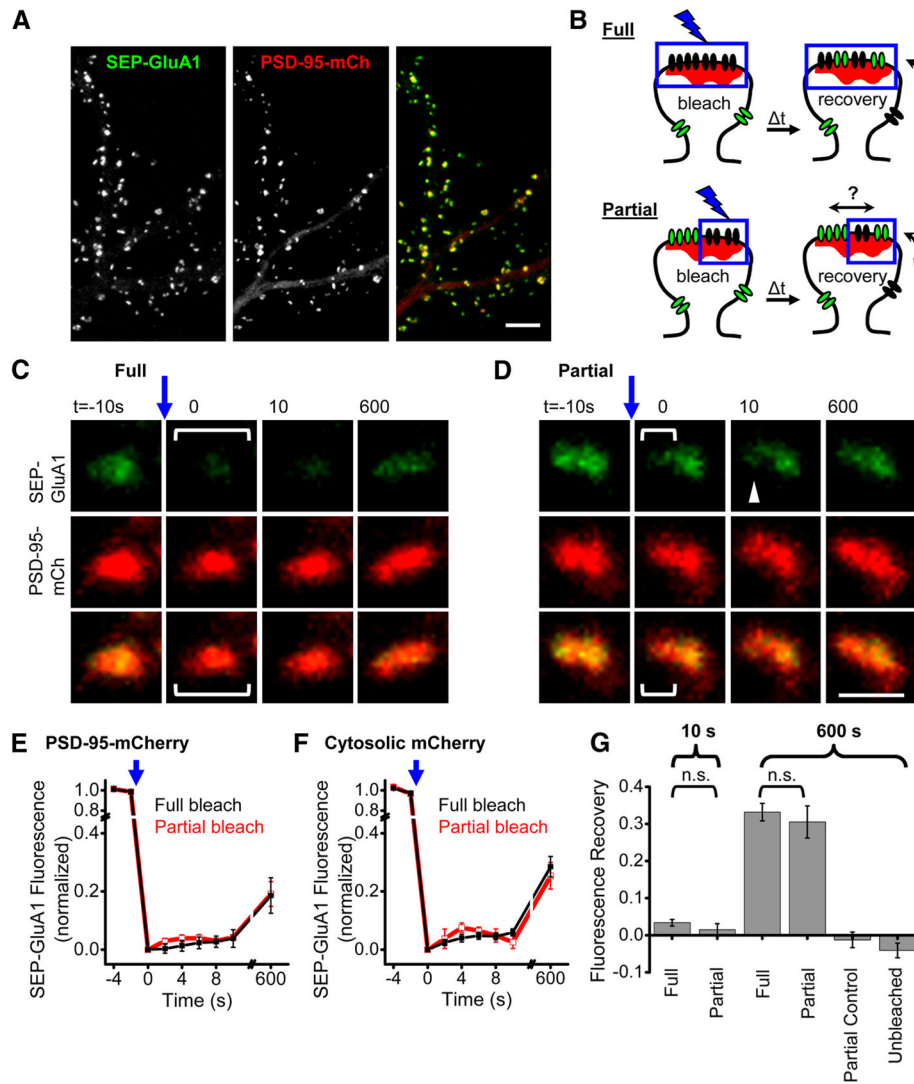 A
SEP-GluA1
PSD-95-mCh
B
Full
bleach
Δt
recovery
Partial
?
bleach
Δt
recovery
C
Full
t=-10s
0
10
600
SEP-
GluA1
PSD-95-
mCh
D
Partial
t=-10s
0
10
600
E
PSD-95-mCherry
SEP-GluA1 Fluorescence
(normalized)
1.0
0.8
0.4
0.2
0.0
Full bleach
Partial bleach
-4
0
4
8
600
Time (s)
F
Cytosolic mCherry
SEP-GluA1 Fluorescence
(normalized)
1.0
0.8
0.4
0.2
0.0
Full bleach
Partial bleach
-4
0
4
8
600
Time (s)
G
10 s
600 s
n.s.
n.s.
Fluorescence Recovery
0.4
0.3
0.2
0.1
0.0
-0.1
Full
Partial
Full
Partial
Partial Control
Unbleached